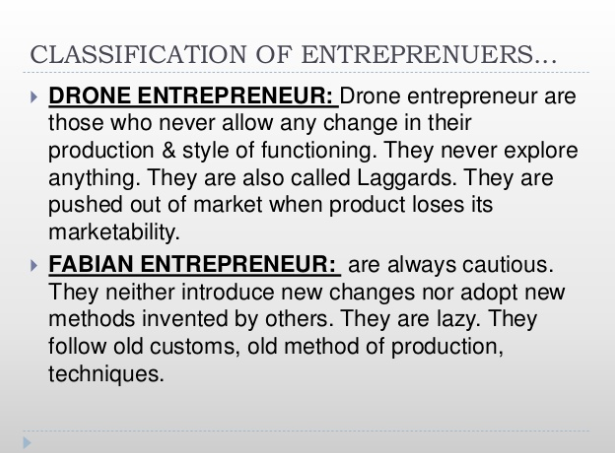 CLASSIFICATION OF ENTREPRENUERS...
DRONE ENTREPRENEUR: Drone entrepreneur are
those who never allow any change in their
production & style of functioning. They never explore
anything. They are also called Laggards. They are
pushed out of market when product loses its
marketability.
FABIAN ENTREPRENEUR: are always cautious.
They neither introduce new changes nor adopt new
methods invented by others. They are lazy. They
follow old customs, old method of production,
techniques.